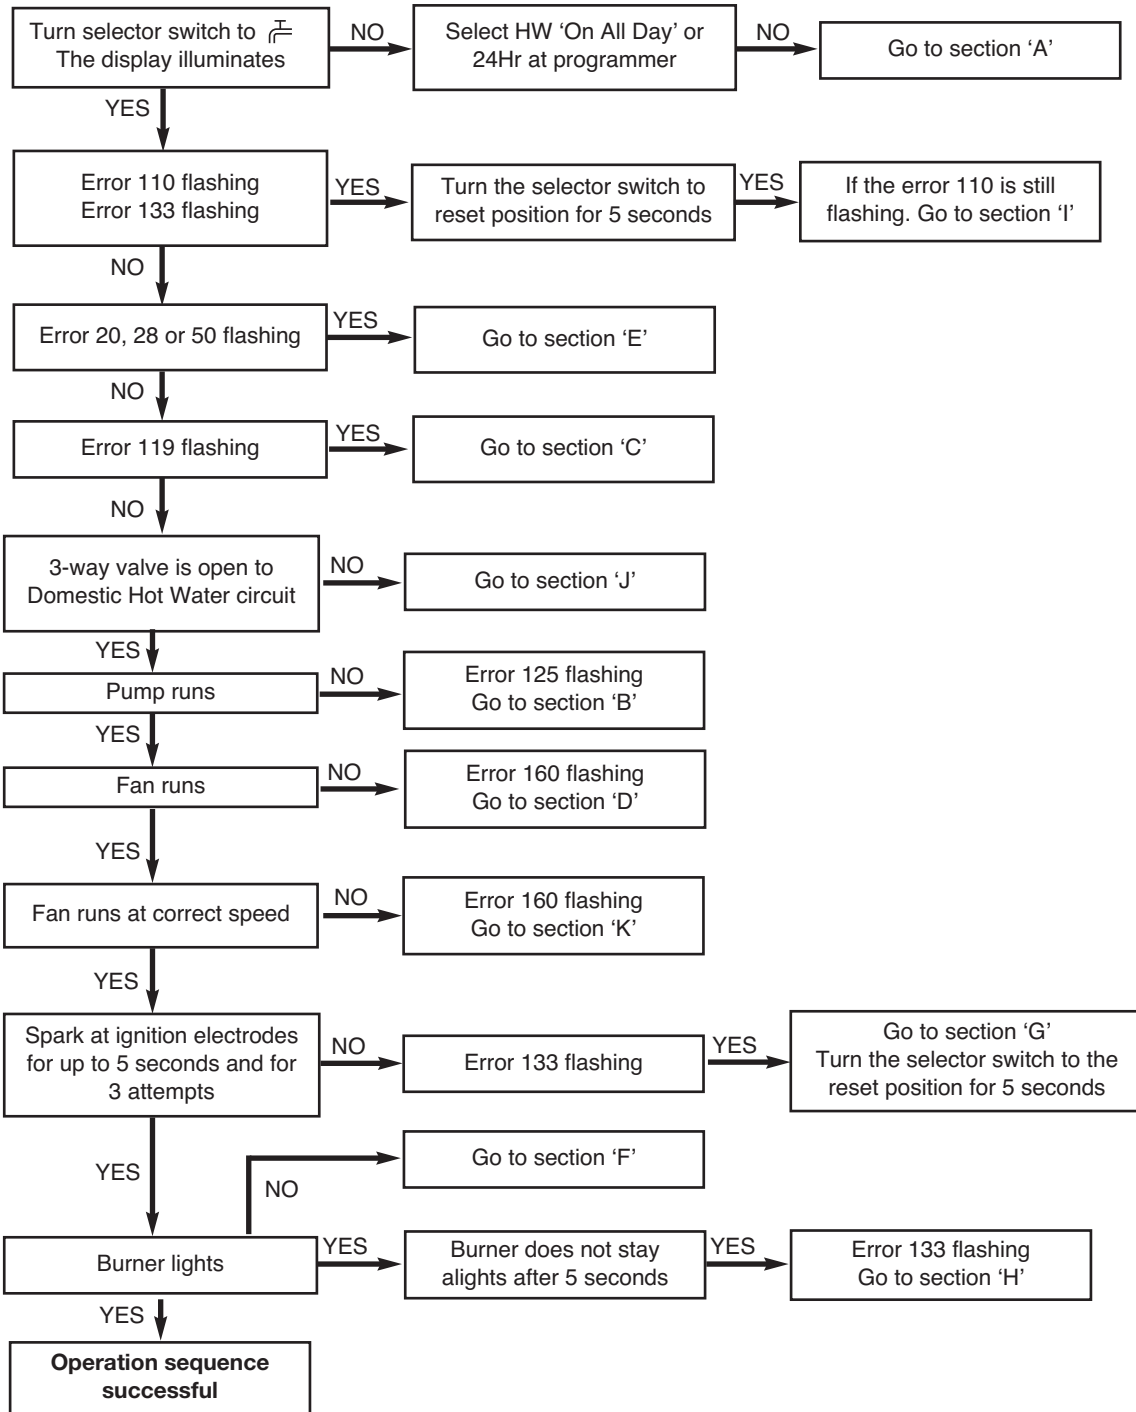 Turn selector switch to
The display illuminates
NO
Select HW ‘On All Day’ or
24Hr at programmer
NO
Go to section ‘A’
YES
Error 110 flashing
Error 133 flashing
YES
Turn the selector switch to
reset position for 5 seconds
YES
If the error 110 is still
flashing. Go to section ‘I’
NO
Error 20, 28 or 50 flashing
YES
Go to section ‘E’
NO
Error 119 flashing
YES
Go to section ‘C’
NO
3-way valve is open to
Domestic Hot Water circuit
NO
Go to section ‘J’
YES
Pump runs
NO
Error 125 flashing
Go to section ‘B’
YES
Fan runs
NO
Error 160 flashing
Go to section ‘D’
YES
Fan runs at correct speed
NO
Error 160 flashing
Go to section ‘K’
YES
Spark at ignition electrodes
for up to 5 seconds and for
3 attempts
NO
Error 133 flashing
YES
Go to section ‘G’
Turn the selector switch to the
reset position for 5 seconds
YES
NO
Go to section ‘F’
Burner lights
YES
Burner does not stay
alights after 5 seconds
YES
Error 133 flashing
Go to section ‘H’
YES
Operation sequence
successful